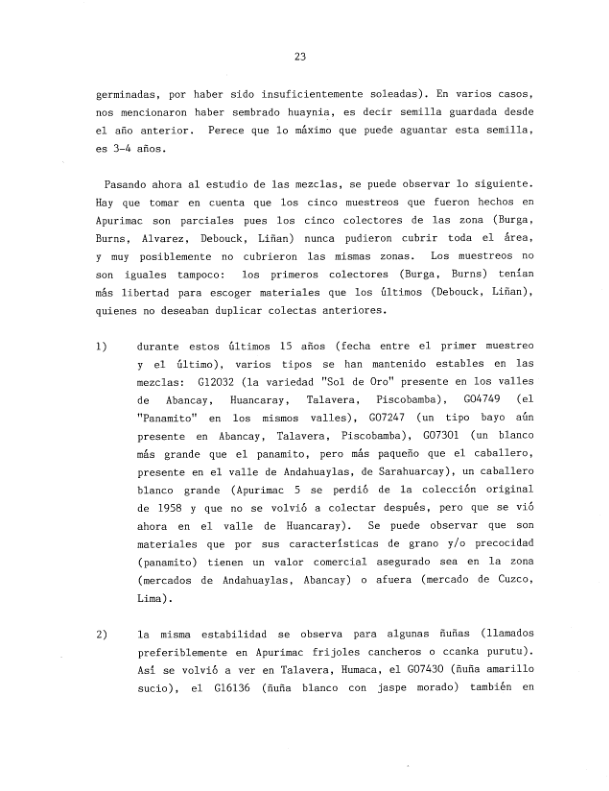 23
germinadas, por haber sido insuficientemente soleadas). En varios casos,
nos mencionaron haber sembrado huaynia, es decir semilla guardada desde
el año anterior. Perece que lo máximo que puede aguantar esta semilla,
es 3-4 años.
Pasando ahora al estudio de las mezclas, se puede observar lo siguiente.
Hay que tomar en cuenta que los cinco muestreos que fueron hechos en
Apurimac son parciales pues los cinco colectores de las zona (Burga,
Burns, Alvarez, Debouck, Liñan) nunca pudieron cubrir toda el área,
y muy posiblemente no cubrieron las mismas zonas. Los muestreos no
son iguales tampoco: los primeros colectores (Burga, Burns) tenían
más libertad para escoger materiales que los últimos (Debouck, Liñan),
quienes no deseaban duplicar colectas anteriores.
1) durante estos últimos 15 años (fecha entre el primer muestreo
y el último), varios tipos se han mantenido estables en las
mezclas: G12032 (la variedad "Sol de Oro" presente en los valles
de Abancay, Huancaray, Talavera, Piscobamba), G04749 (el
"Panamito" en los mismos valles), G07247 (un tipo bayo aún
presente en Abancay, Talavera, Piscobamba), G07301 (un blanco
más grande que el panamito, pero más paqueño que el caballero,
presente en el valle de Andahuaylas, de Sarahuarcay), un caballero
blanco grande (Apurimac 5 se perdió de la colección original
de 1958 y que no se volvió a colectar después, pero que se vió
ahora en el valle de Huancaray). Se puede observar que son
materiales que por sus características de grano y/o precocidad
(panamito) tienen un valor comercial asegurado sea en la zona
(mercados de Andahuaylas, Abancay) o afuera (mercado de Cuzco,
Lima).
2) la misma estabilidad se observa para algunas ñuñas (llamados
preferiblemente en Apurimac frijoles cancheros o ccanka purutu).
Así se volvió a ver en Talavera, Humaca, el G07430 (ñuña amarillo
sucio), el G16136 (ñuña blanco con jaspe morado) también en